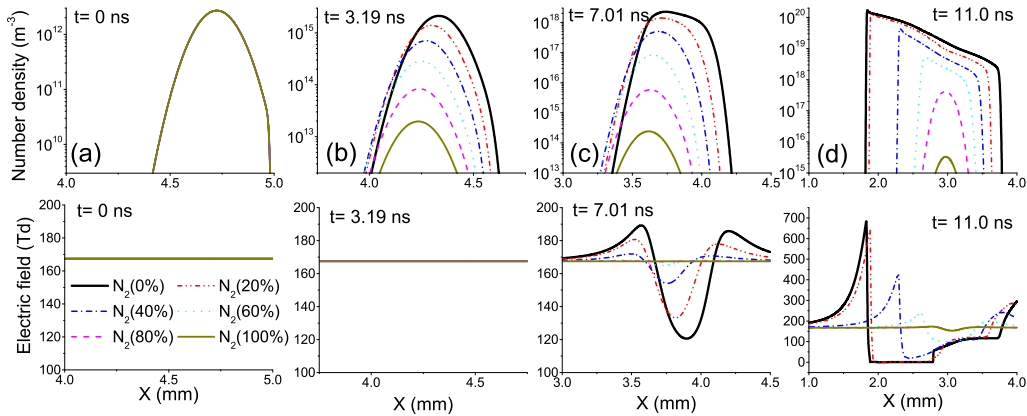 t= 0 ns
t= 3.19 ns
t= 7.01 ns
t= 11.0 ns
Number density (m⁻³)
10¹² 10¹¹ 10¹⁰
10¹⁵ 10¹⁴ 10¹³
10¹⁸ 10¹⁷ 10¹⁶ 10¹⁵ 10¹⁴ 10¹³
10²⁰ 10¹⁹ 10¹⁸ 10¹⁷ 10¹⁶ 10¹⁵
(a)
(b)
(c)
(d)
4.0 4.5 5.0
4.0 4.5
3.0 3.5 4.0 4.5
1.0 2.0 3.0 4.0
t= 0 ns
t= 3.19 ns
t= 7.01 ns
t= 11.0 ns
Electric field (Td)
200 180 160 140 120 100
200 180 160 140 120 100
200 180 160 140 120 100
600 500 400 300 200 100 0
N₂(0%) N₂(20%)
N₂(40%) N₂(60%)
N₂(80%) N₂(100%)
4.0 4.5 5.0
4.0 4.5
3.0 3.5 4.0 4.5
1.0 2.0 3.0 4.0
X (mm)
X (mm)
X (mm)
X (mm)